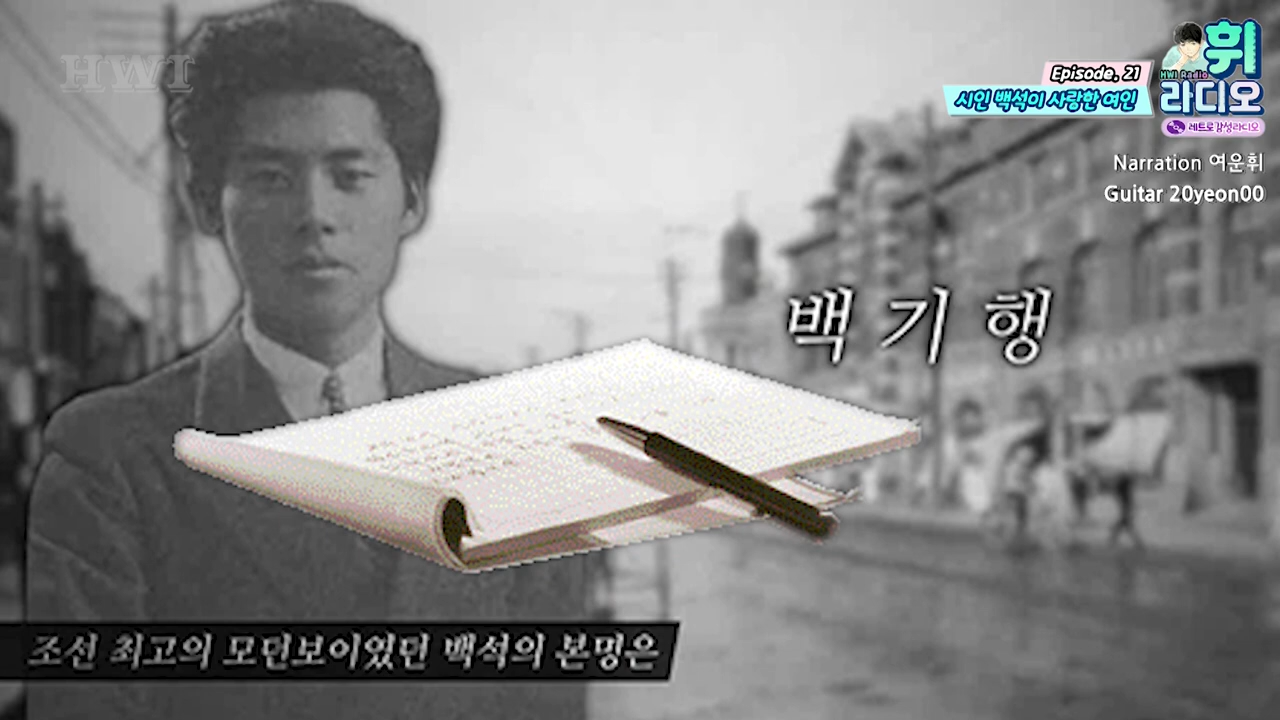 HWI
Episode. 21
시인 백석이 사랑한 여인
HWI Radio
휘
라디오
레트로감성라디오
Narration 여운휘
Guitar 20yeon00
백기행
조선 최고의 모던보이였던 백석의 본명은